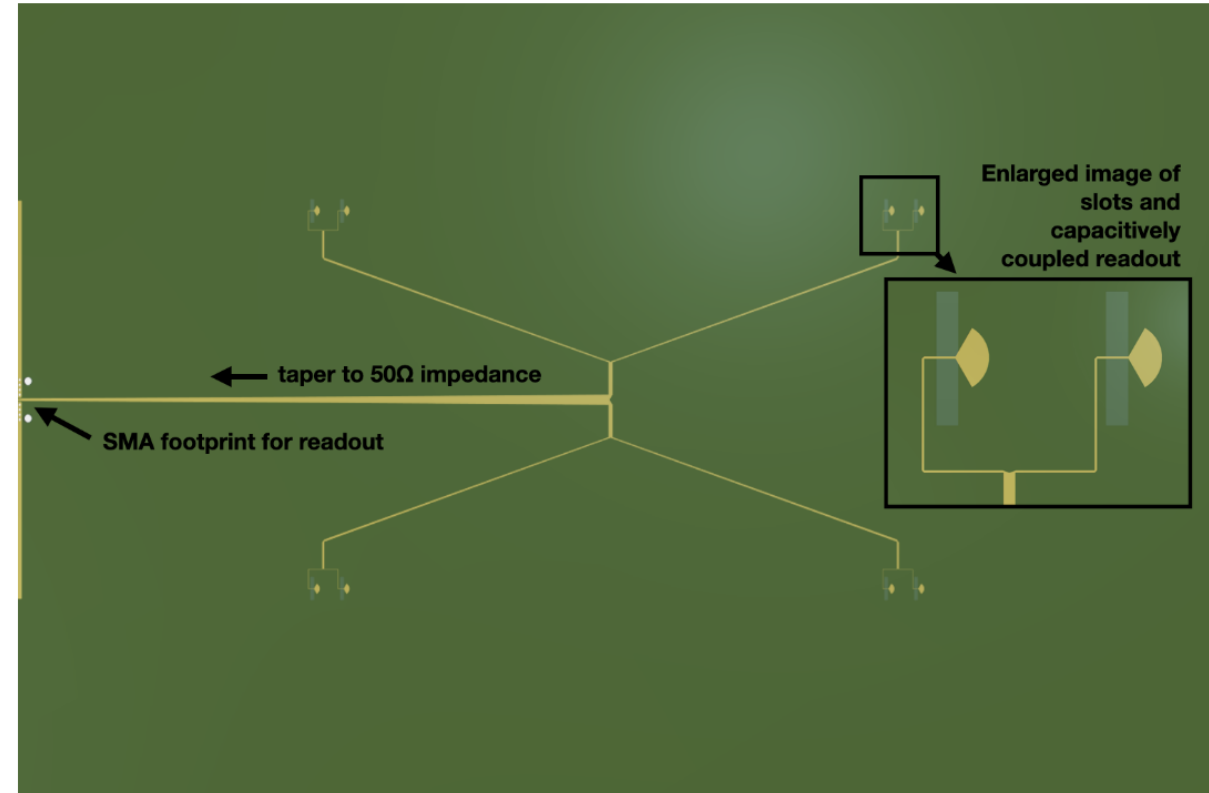 Enlarged image of
slots and
capacitively
coupled readout
taper to 50Ω impedance
SMA footprint for readout